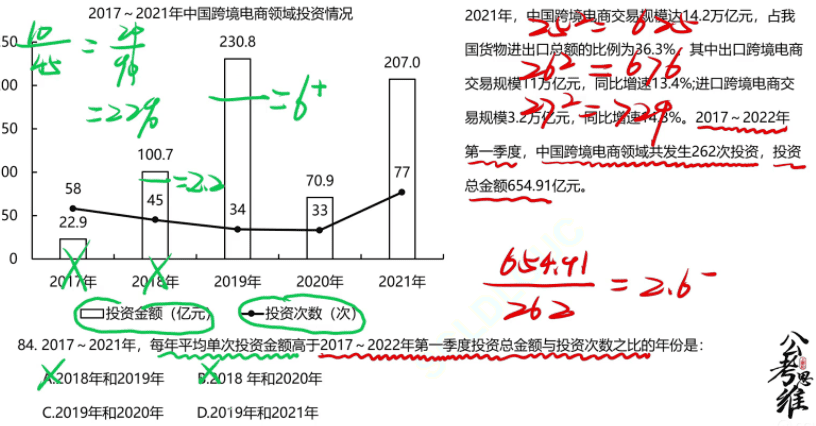 2017～2021年中国跨境电商领域投资情况
250
200
150
100
50
0
230.8
207.0
100.7
70.9
22.9
58
45
34
33
77
2017年
2018年
2019年
2020年
2021年
投资金额（亿元）
投资次数（次）
=22%
=2.2
=6+
2021年，中国跨境电商交易规模达14.2万亿元，占我
国货物进出口总额的比例为36.3%，其中出口跨境电商
交易规模11万亿元，同比增速13.4%;进口跨境电商交
易规模3.2万亿元，同比增速14.3%。2017～2022年
第一季度，中国跨境电商领域共发生262次投资，投资
总金额654.91亿元。
25²=625
26²=676
27²=729
654.91
262
=2.6-
84. 2017～2021年，每年平均单次投资金额高于2017～2022年第一季度投资总金额与投资次数之比的年份是：
A.2018年和2019年
B.2018 年和2020年
C.2019年和2020年
D.2019年和2021年
公考思维